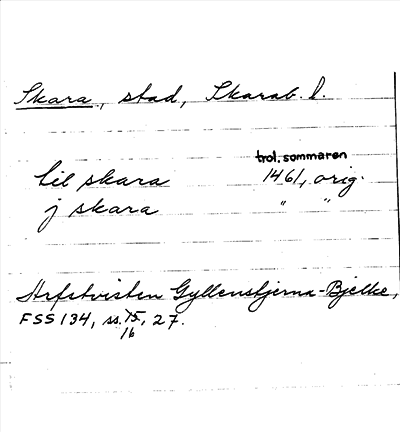 Skara, stad, Skarab. l.
trol. sommaren
til skara 1461, orig.
j skara " "
Arfstvisten Gyllenstjerna-Bjelke,
FSS 134, ss. 15, 27.
16